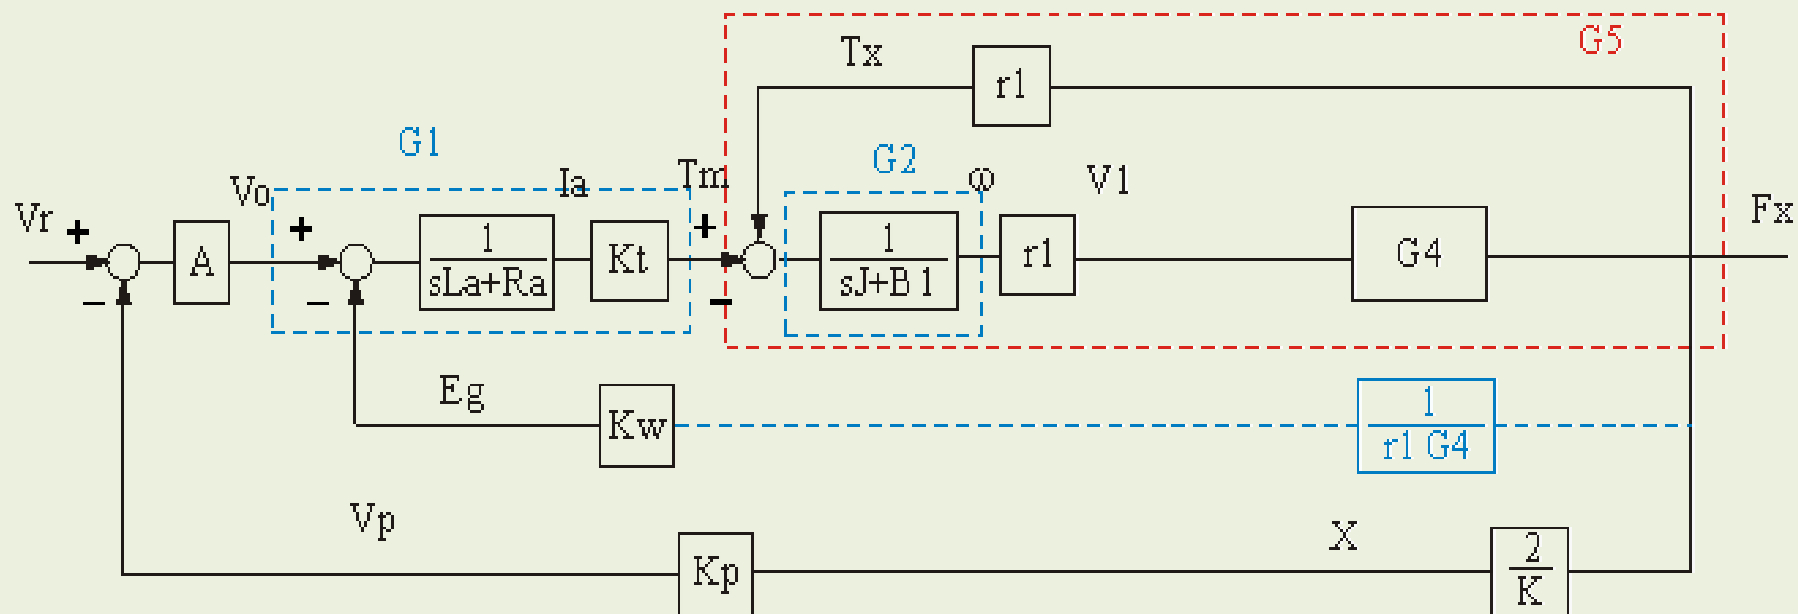 G5
Tx
r1
G1
G2
Vo
Ia
Tm
ω
V1
Vr
+
+
+
Fx
A
1
sLa+Ra
Kt
1
sJ+B1
r1
G4
−
−
−
Eg
Kw
1
r1 G4
Vp
X
Kp
2
K